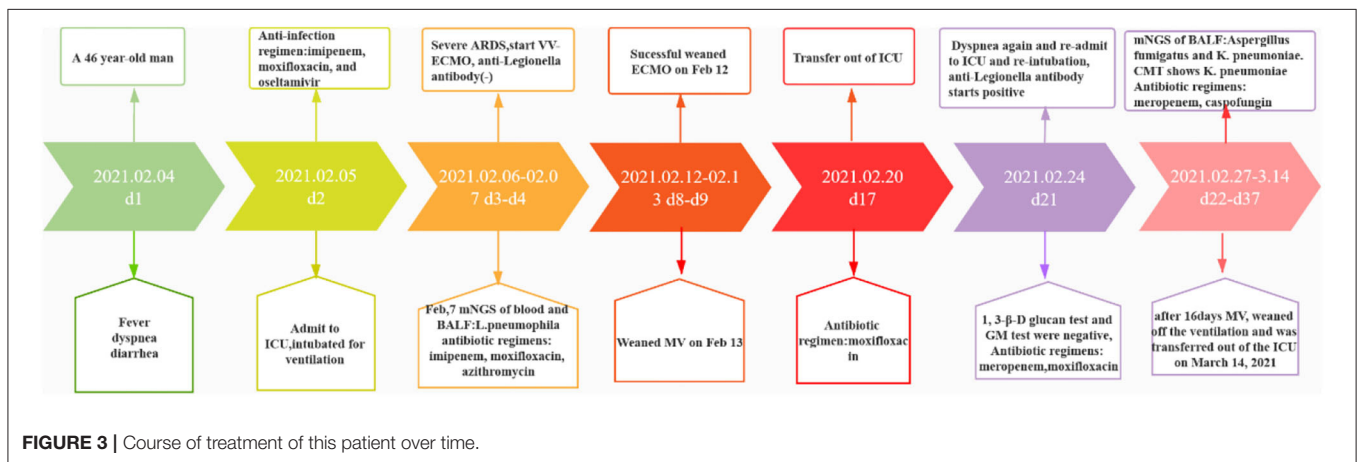 A 46 year-old man
Anti-infection
regimen:imipenem,
moxifloxacin, and
oseltamivir
Severe ARDS,start VV-
ECMO, anti-Legionella
antibody(-)
Sucessful weaned
ECMO on Feb 12
Transfer out of ICU
Dyspnea again and re-admit
to ICU and re-intubation,
anti-Legionella antibody
starts positive
mNGS of BALF:Aspergillus
fumigatus and K. pneumoniae.
CMT shows K. pneumoniae
Antibiotic regimens:
meropenem, caspofungin
2021.02.04
d1
2021.02.05
d2
2021.02.06-02.0
7 d3-d4
2021.02.12-02.1
3 d8-d9
2021.02.20
d17
2021.02.24
d21
2021.02.27-3.14
d22-d37
Fever
dyspnea
diarrhea
Admit to
ICU,intubated for
ventilation
Feb,7 mNGS of blood and
BALF:L.pneumophila
antibiotic regimens:
imipenem, moxifloxacin,
azithromycin
Weaned MV on Feb 13
Antibiotic
regimen:moxifloxac
in
1, 3-β-D glucan test and
GM test were negative,
Antibiotic regimens:
meropenem,moxifloxacin
after 16days MV, weaned
off the ventilation and was
transferred out of the ICU
on March 14, 2021
FIGURE 3 | Course of treatment of this patient over time.